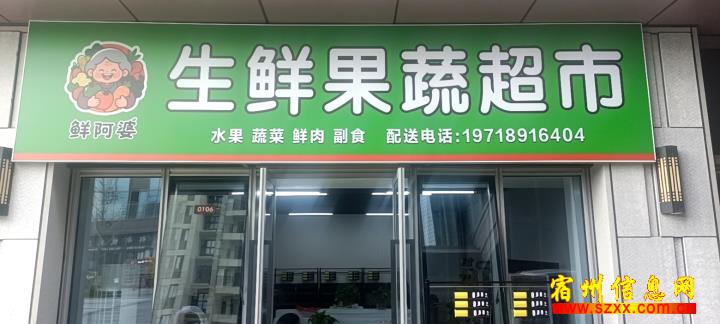 生鲜果蔬超市
鲜阿婆
水果 蔬菜 鲜肉 副食 配送电话:19718916404
0106
宿州信息网
www.szxx.com.cn